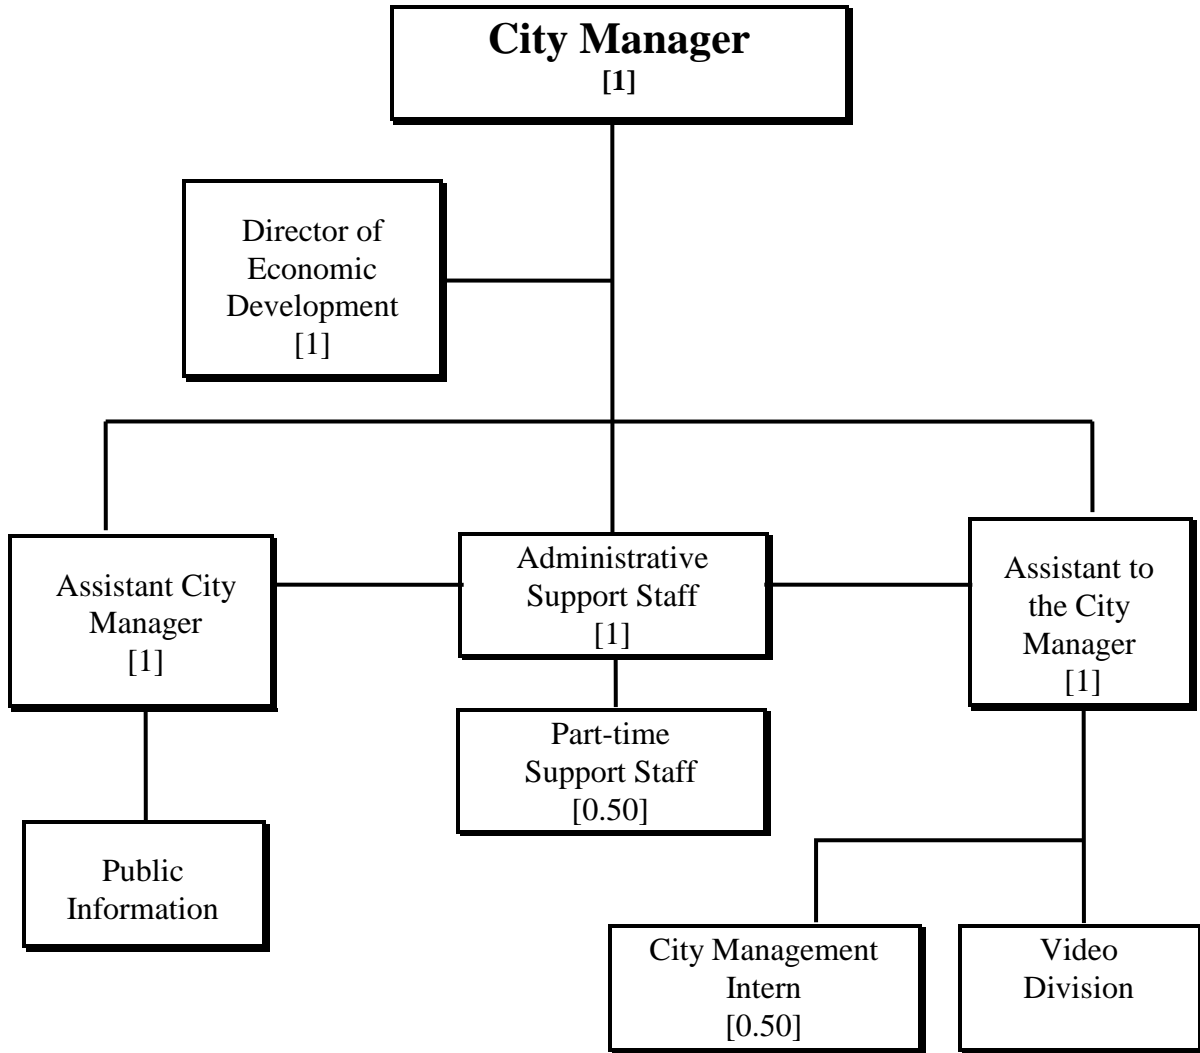 City Manager
[1]
Director of
Economic
Development
[1]
Assistant City
Manager
[1]
Administrative
Support Staff
[1]
Assistant to
the City
Manager
[1]
Part-time
Support Staff
[0.50]
Public
Information
City Management
Intern
[0.50]
Video
Division